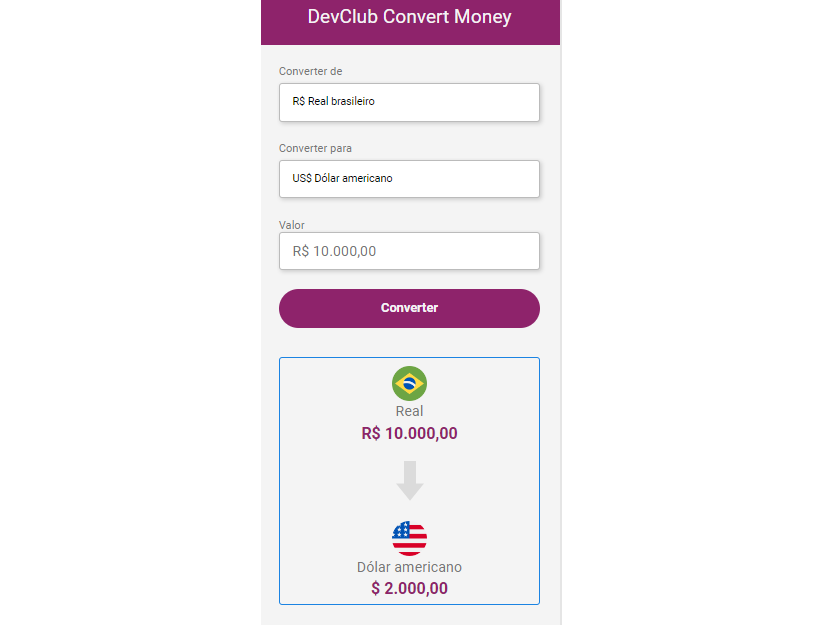 DevClub Convert Money
Converter de
R$ Real brasileiro
Converter para
US$ Dólar americano
Valor
R$ 10.000,00
Converter
Real
R$ 10.000,00
Dólar americano
$ 2.000,00